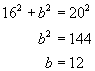 16² + b² = 20²
b² = 144
b = 12